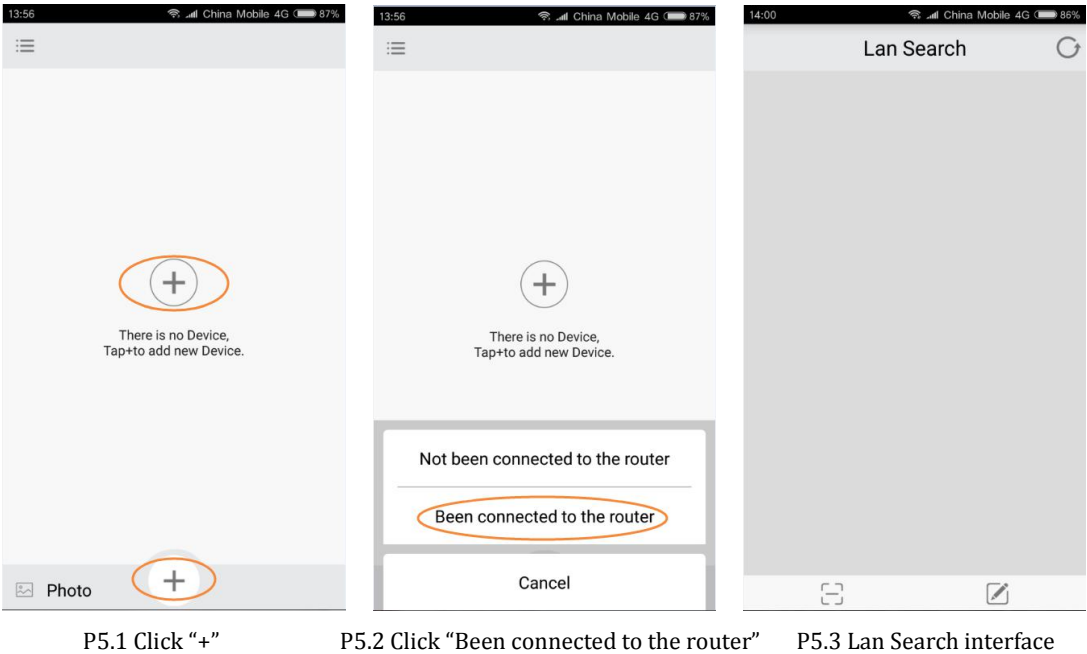 13:56 China Mobile 4G 87%
There is no Device,
Tap+to add new Device.
Photo
13:56 China Mobile 4G 87%
There is no Device,
Tap+to add new Device.
Not been connected to the router
Been connected to the router
Cancel
14:00 China Mobile 4G 86%
Lan Search
P5.1 Click “+”
P5.2 Click “Been connected to the router”
P5.3 Lan Search interface